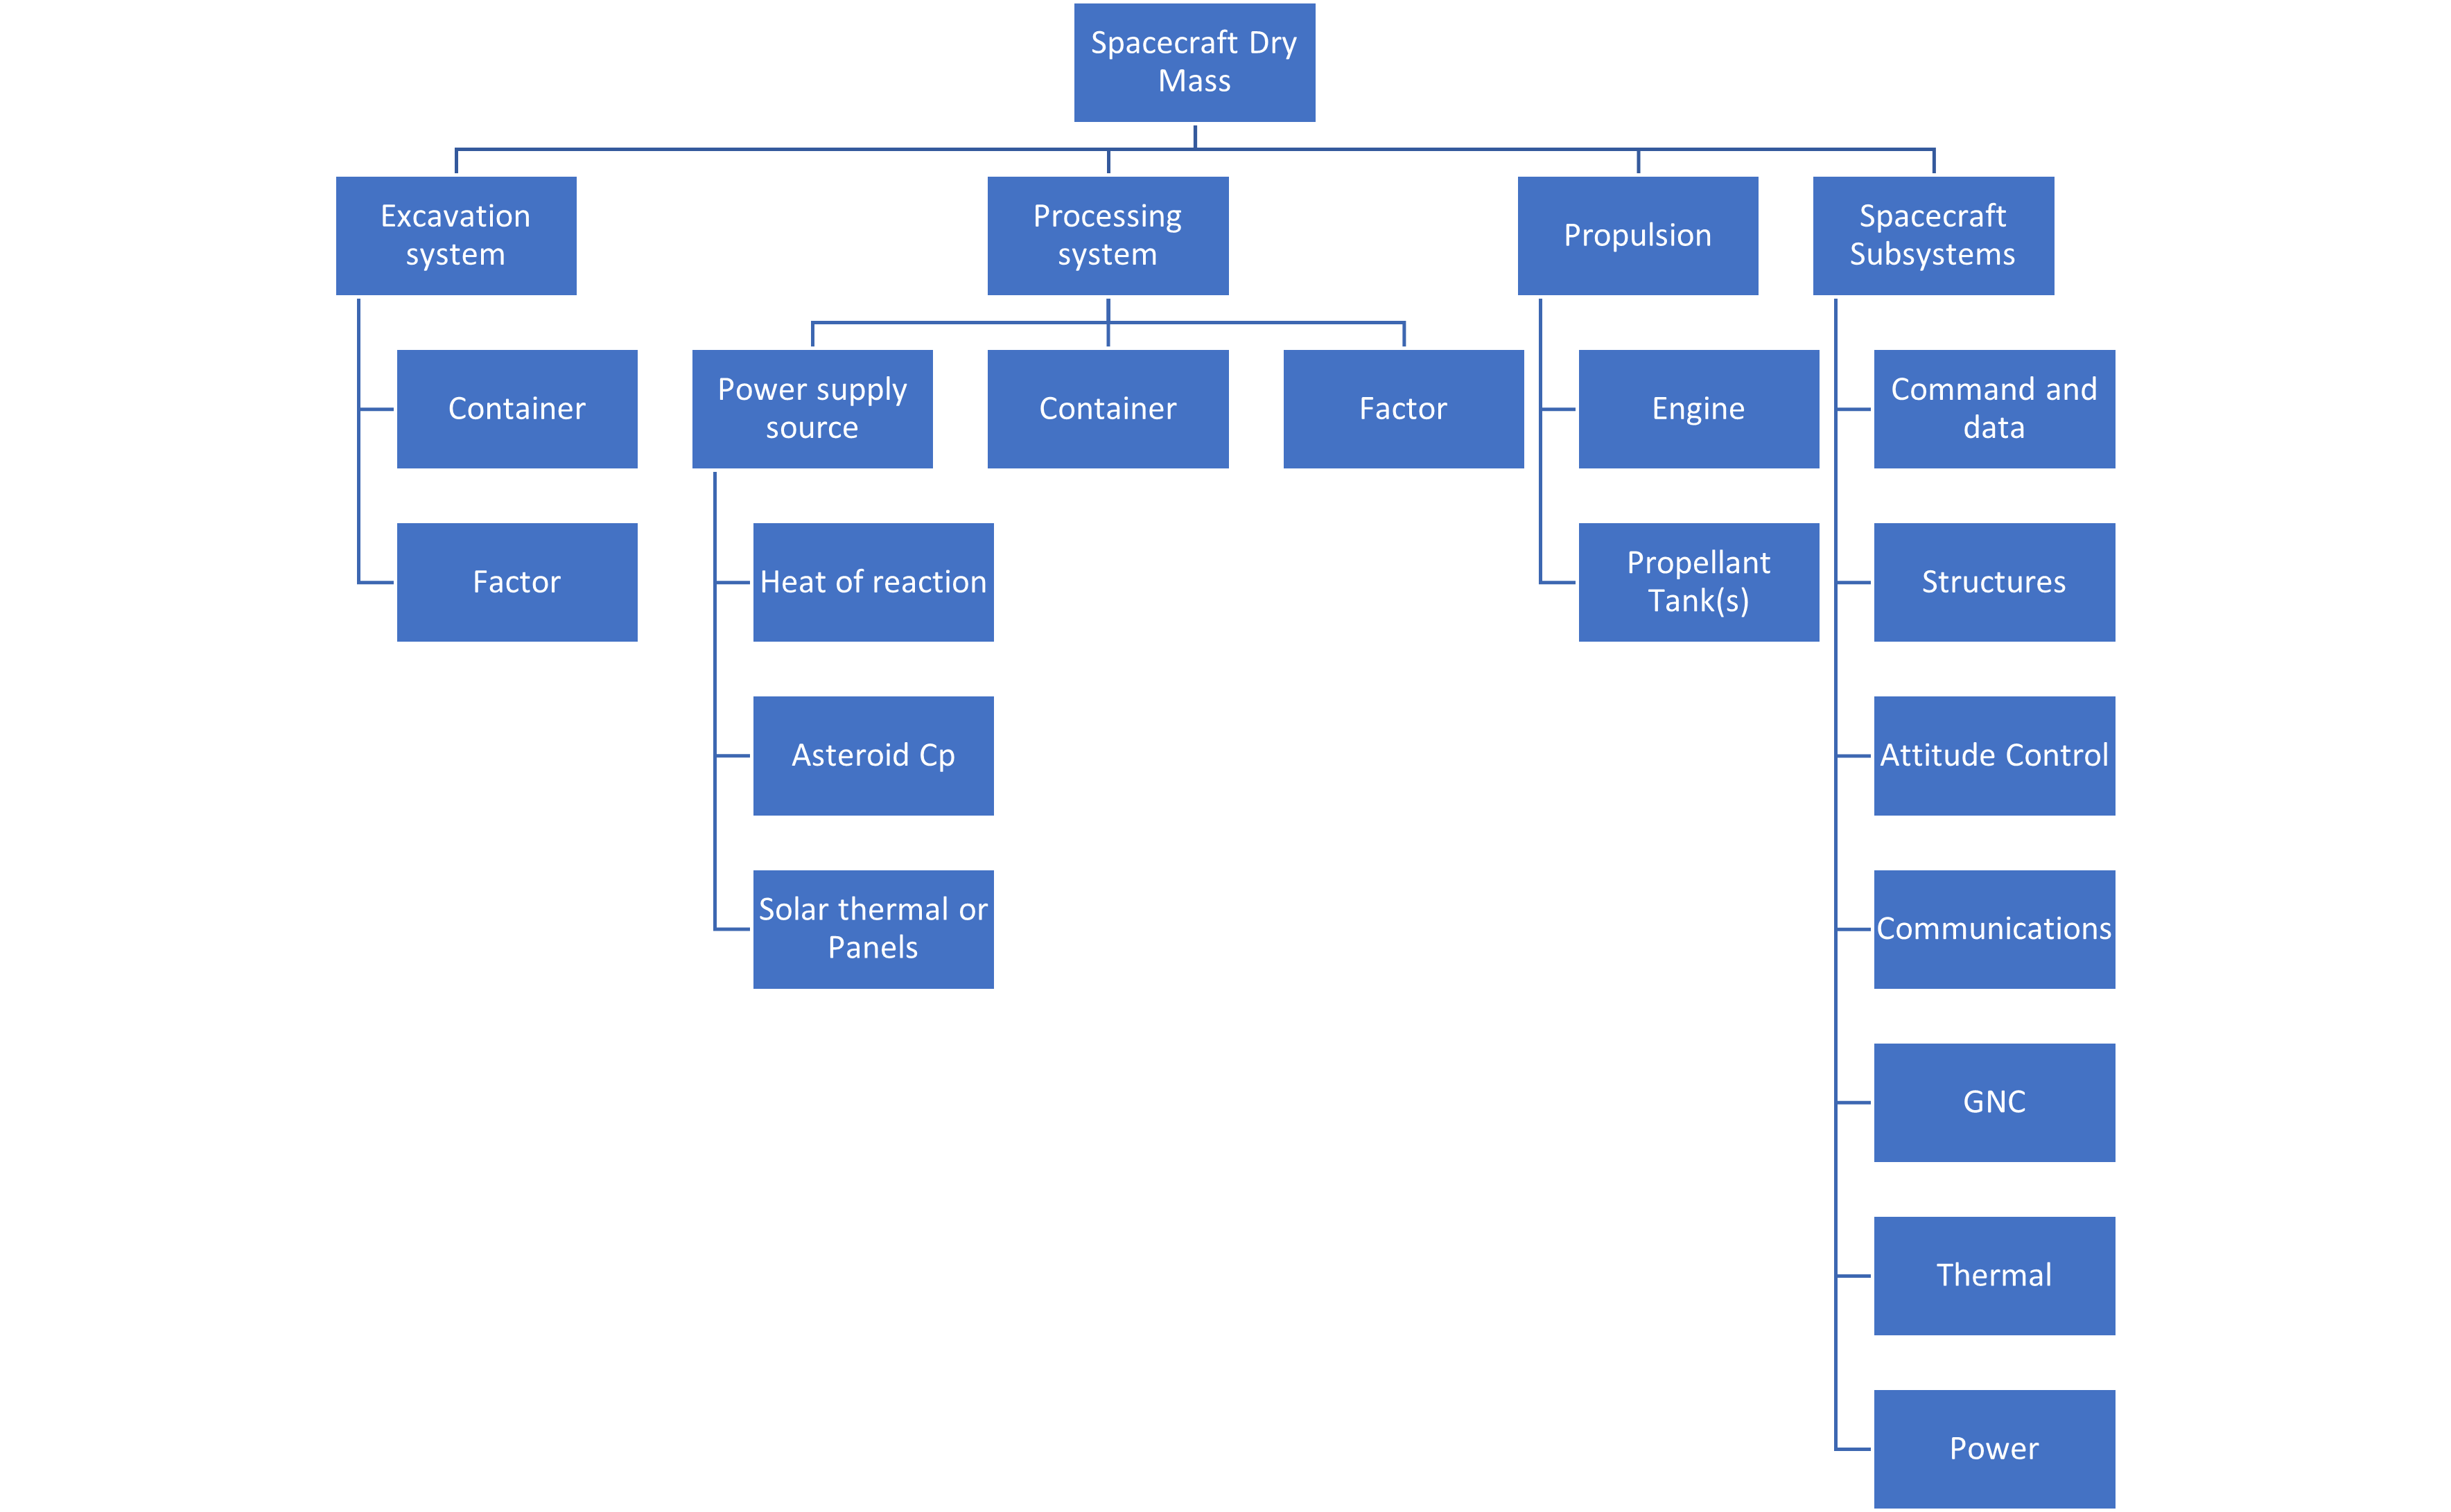 Spacecraft Dry
Mass
Excavation
system
Container
Factor
Processing
system
Power supply
source
Heat of reaction
Asteroid Cp
Solar thermal or
Panels
Container
Factor
Propulsion
Engine
Propellant
Tank(s)
Spacecraft
Subsystems
Command and
data
Structures
Attitude Control
Communications
GNC
Thermal
Power